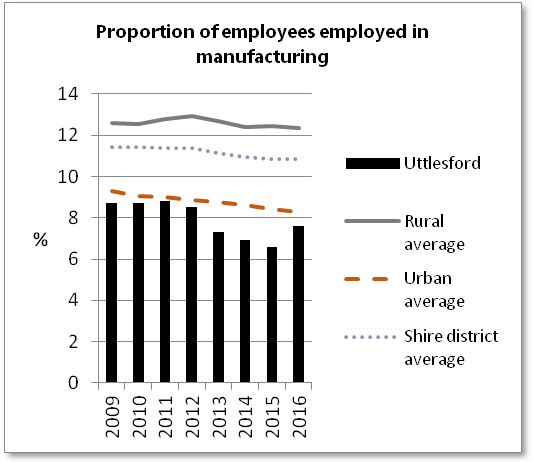 Proportion of employees employed in
manufacturing
14
12
10
8
6
4
2
0
%
2009
2010
2011
2012
2013
2014
2015
2016
Uttlesford
Rural
average
Urban
average
Shire district
average